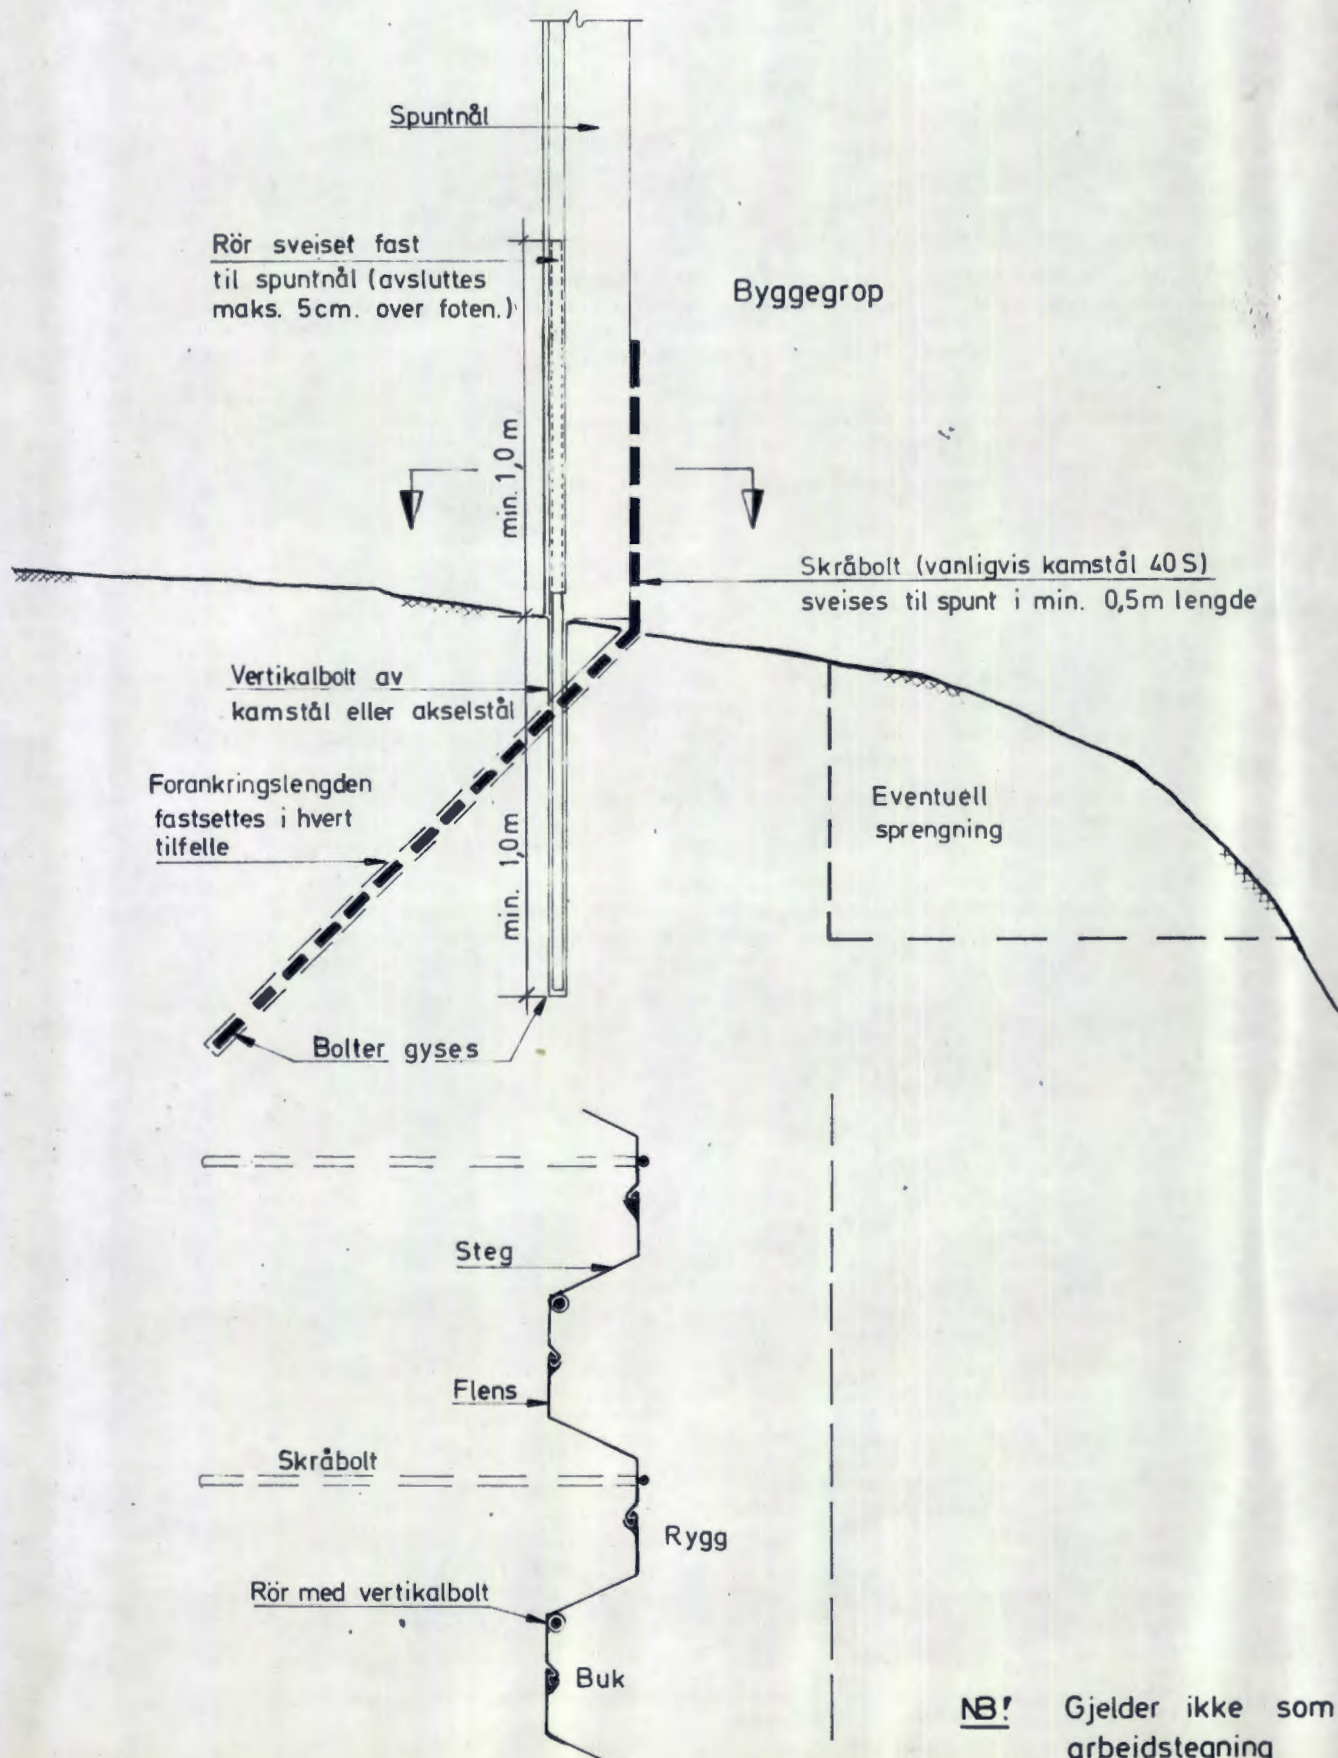 Spuntnål
Rör sveiset fast
til spuntnål (avsluttes
maks. 5cm. over foten.)
Byggegrop
min. 1,0 m
Skråbolt (vanligvis kamstål 40 S)
sveises til spunt i min. 0,5m lengde
Vertikalbolt av
kamstål eller akselstål
Forankringslengden
fastsettes i hvert
tilfelle
min. 1,0m
Eventuell
sprengning
Bolter gyses
Steg
Flens
Skråbolt
Rygg
Rör med vertikalbolt
Buk
NB! Gjelder ikke som
arbeidstegning